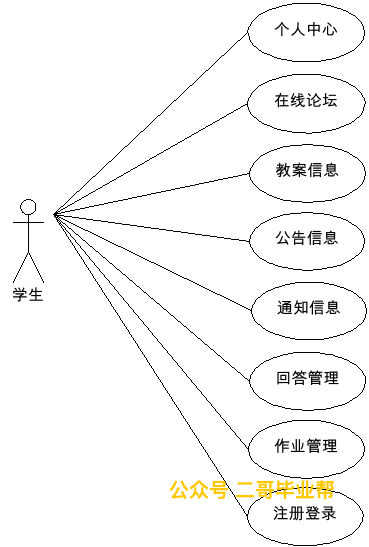 个人中心
在线论坛
教案信息
公告信息
学生
通知信息
回答管理
作业管理
公众号 二哥毕业帮
注册登录